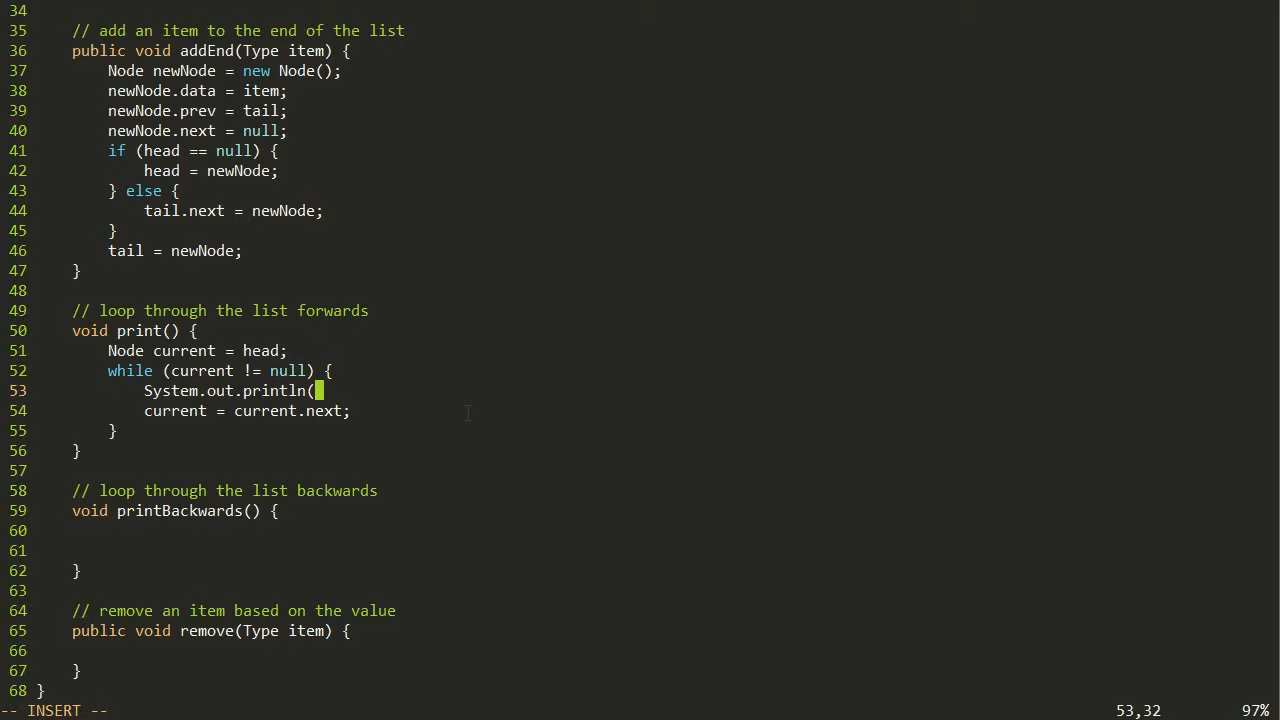 34
35     // add an item to the end of the list
36     public void addEnd(Type item) {
37         Node newNode = new Node();
38         newNode.data = item;
39         newNode.prev = tail;
40         newNode.next = null;
41         if (head == null) {
42             head = newNode;
43         } else {
44             tail.next = newNode;
45         }
46         tail = newNode;
47     }
48
49     // loop through the list forwards
50     void print() {
51         Node current = head;
52         while (current != null) {
53             System.out.println(
54             current = current.next;
55         }
56     }
57
58     // loop through the list backwards
59     void printBackwards() {
60
61
62     }
63
64     // remove an item based on the value
65     public void remove(Type item) {
66
67     }
68 }
-- INSERT -- 53,32 97%